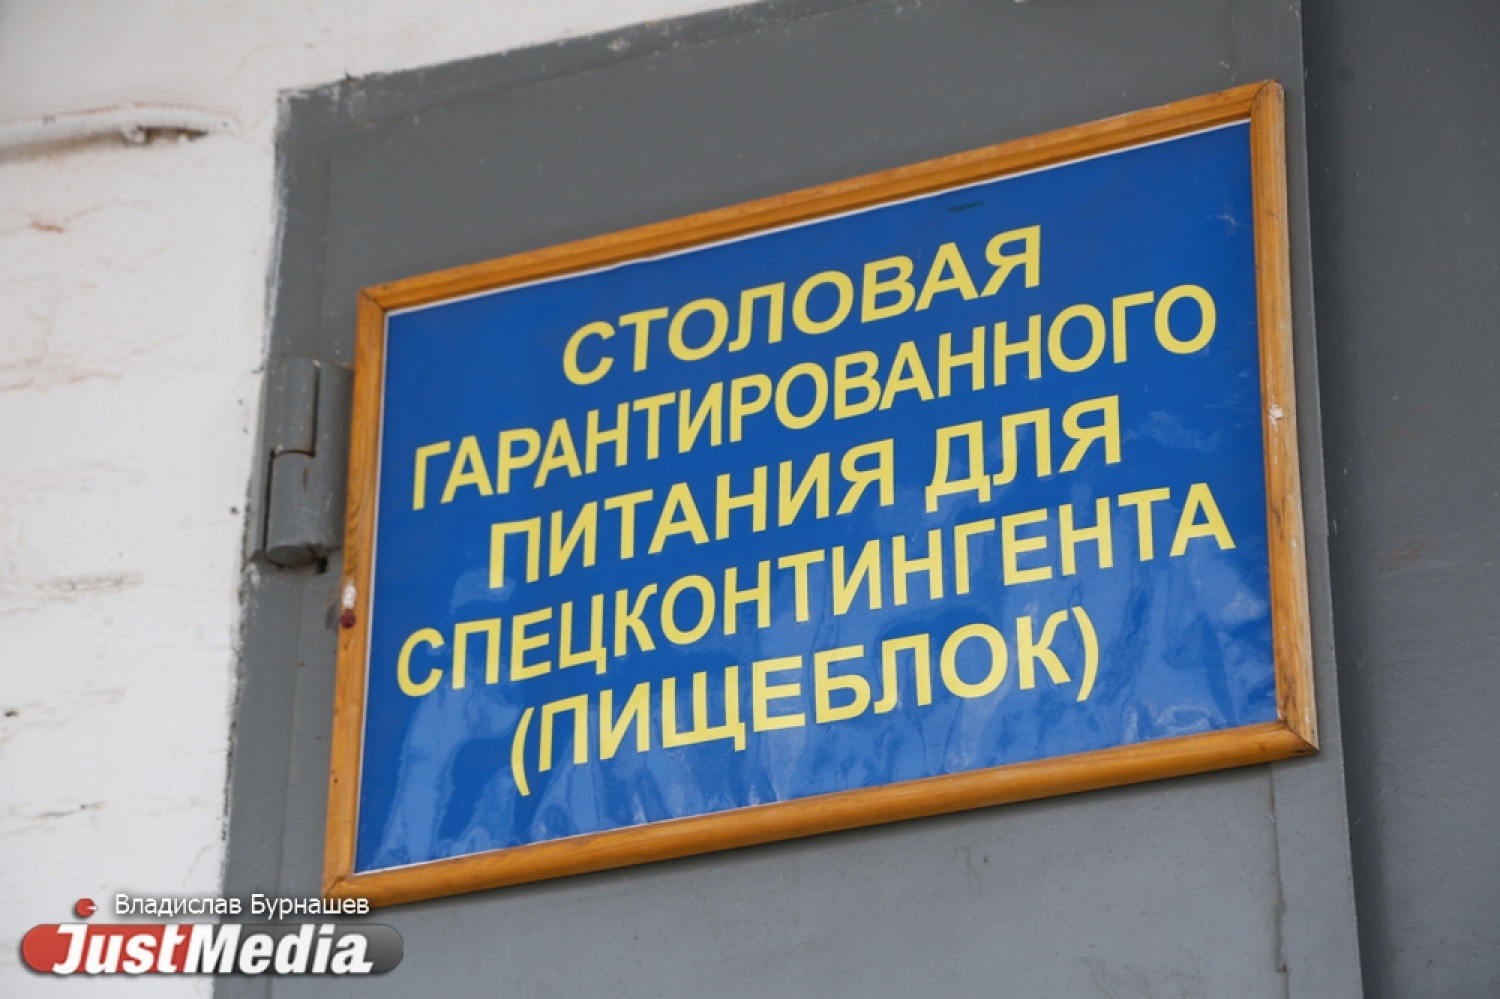 СТОЛОВАЯ
ГАРАНТИРОВАННОГО
ПИТАНИЯ ДЛЯ
СПЕЦКОНТИНГЕНТА
(ПИЩЕБЛОК)
Владислав Бурнашев
JustMedia